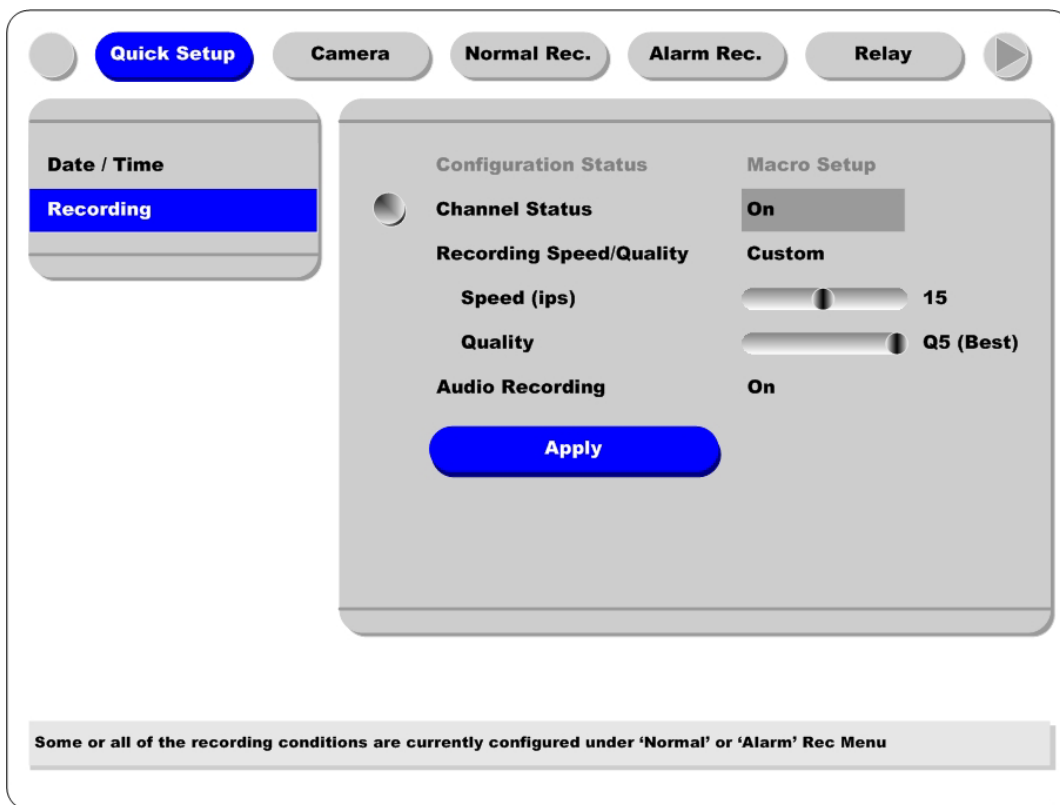 Quick Setup
Camera
Normal Rec.
Alarm Rec.
Relay
Date / Time
Recording
Configuration Status Macro Setup
Channel Status On
Recording Speed/Quality Custom
Speed (ips) 15
Quality Q5 (Best)
Audio Recording On
Apply
Some or all of the recording conditions are currently configured under ‘Normal’ or ‘Alarm’ Rec Menu